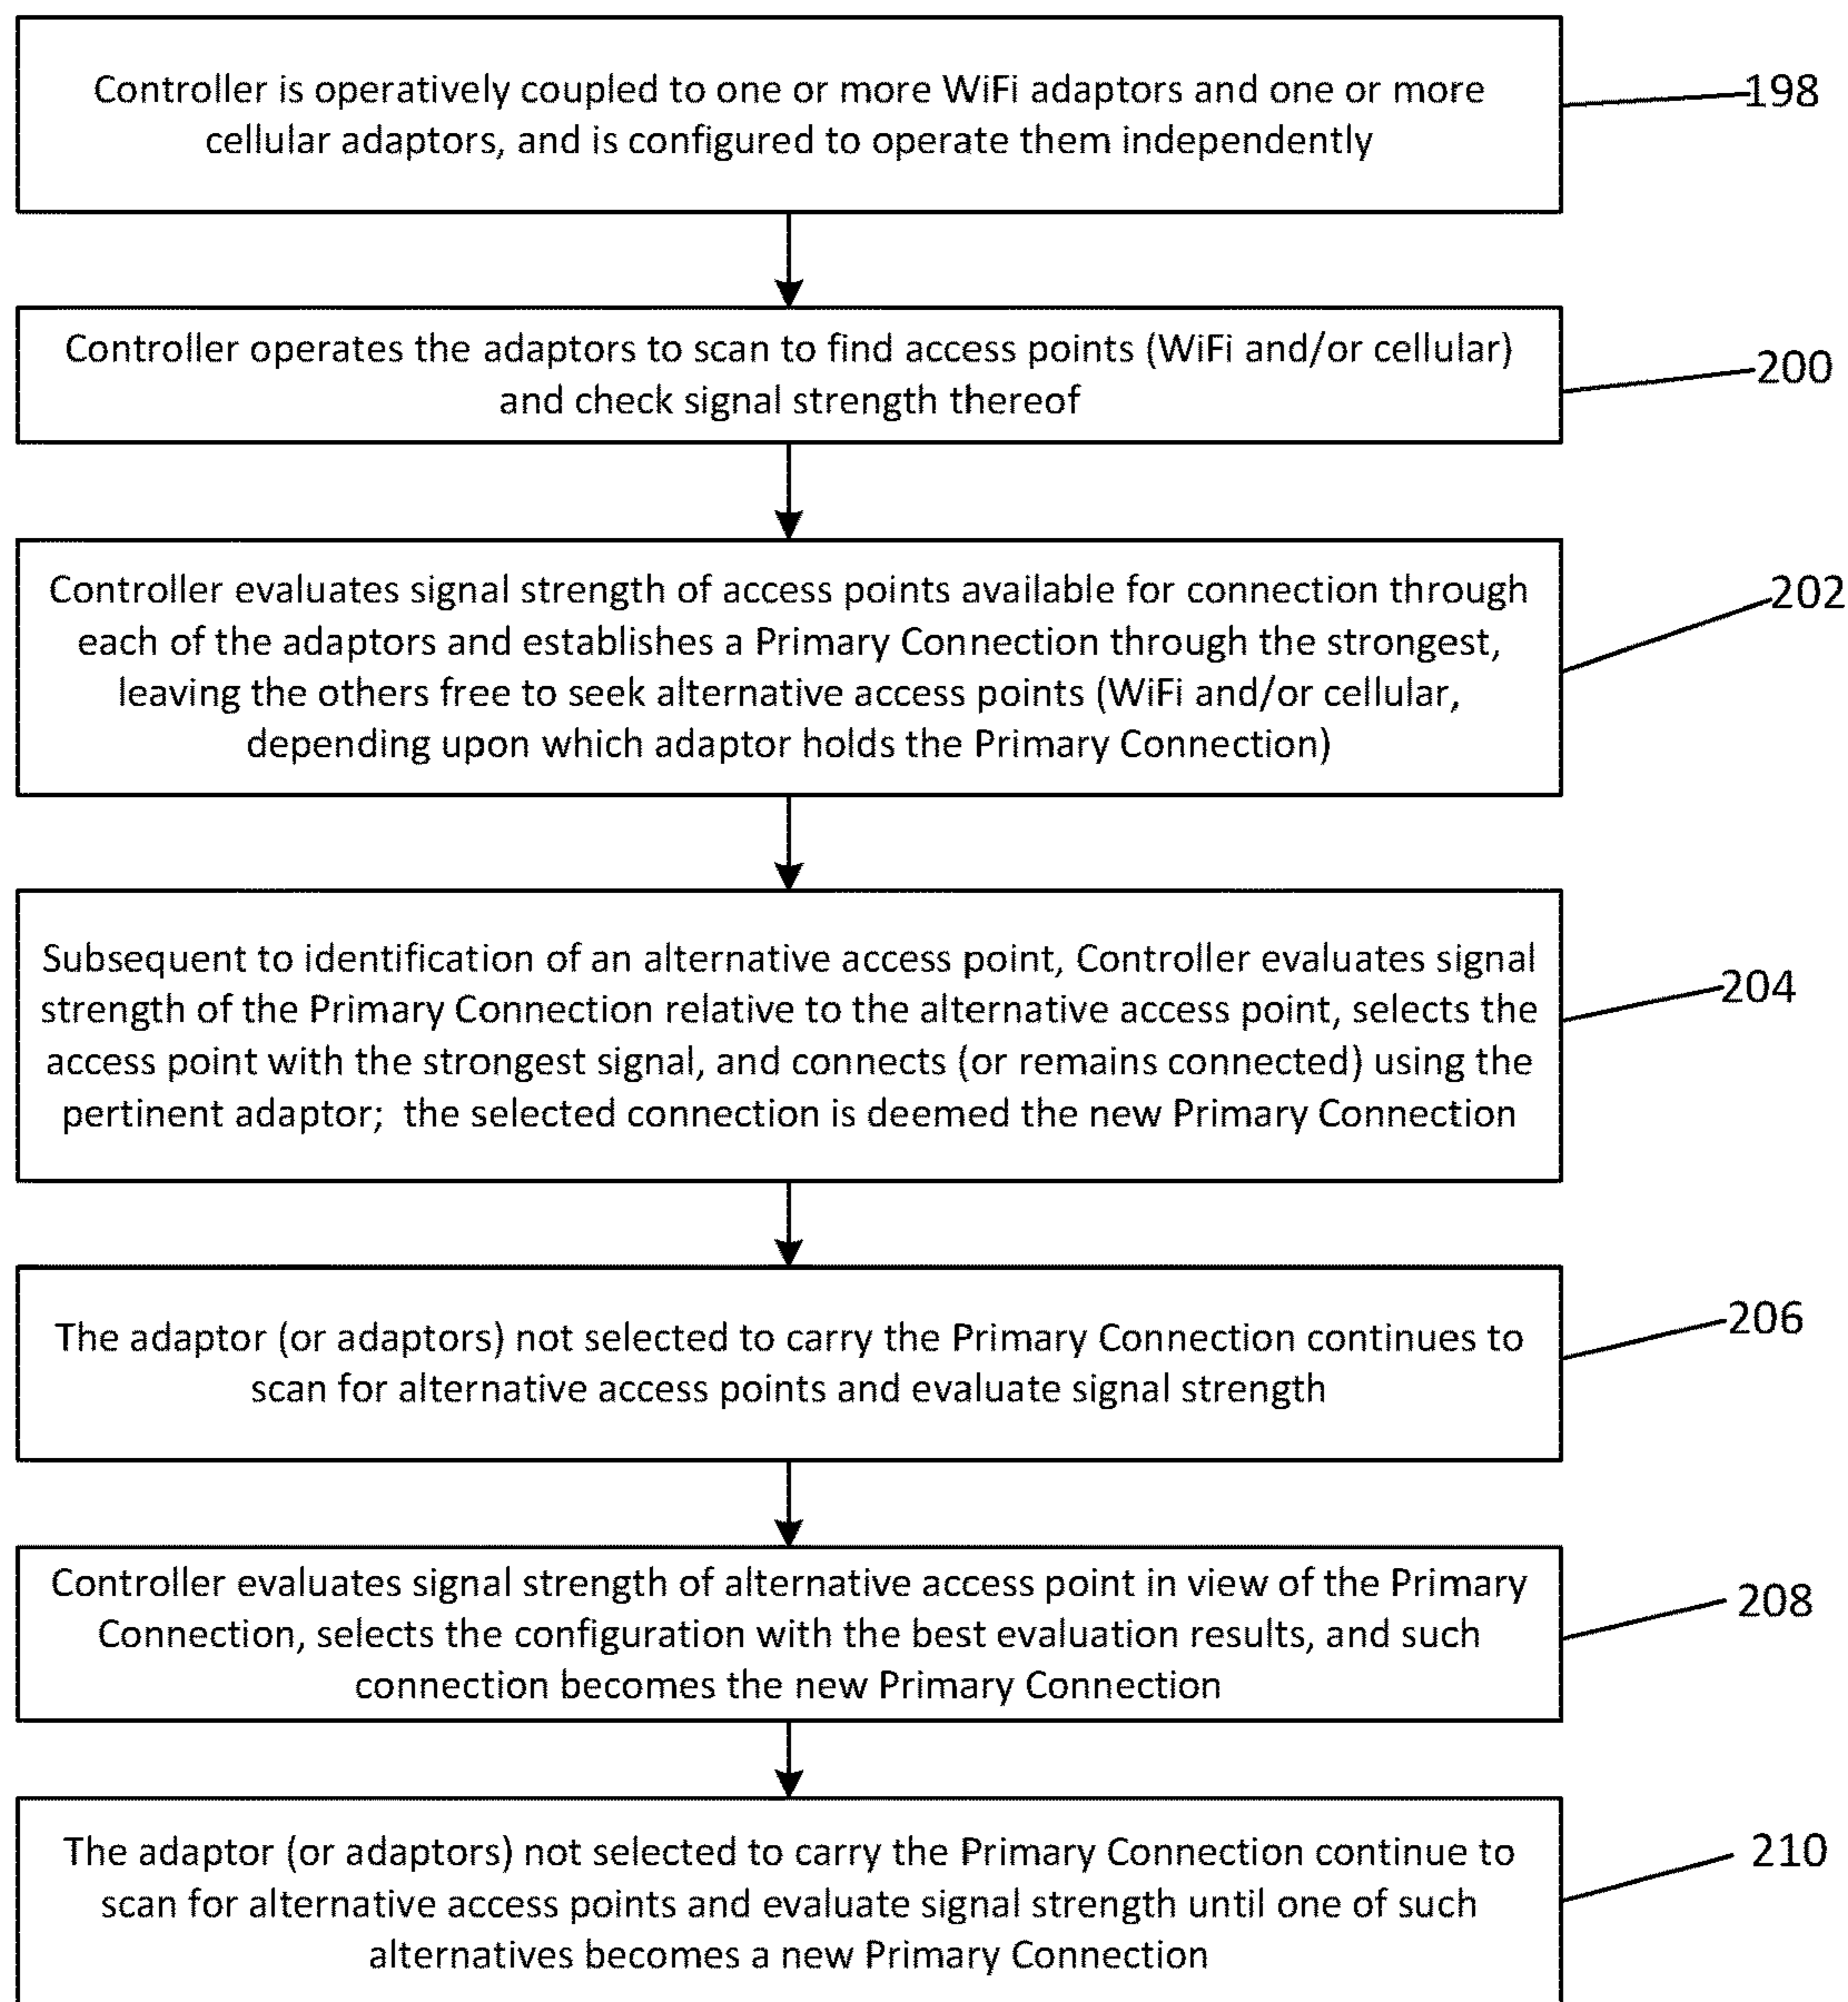 Controller is operatively coupled to one or more WiFi adaptors and one or more
cellular adaptors, and is configured to operate them independently
198
Controller operates the adaptors to scan to find access points (WiFi and/or cellular)
and check signal strength thereof
200
Controller evaluates signal strength of access points available for connection through
each of the adaptors and establishes a Primary Connection through the strongest,
leaving the others free to seek alternative access points (WiFi and/or cellular,
depending upon which adaptor holds the Primary Connection)
202
Subsequent to identification of an alternative access point, Controller evaluates signal
strength of the Primary Connection relative to the alternative access point, selects the
access point with the strongest signal, and connects (or remains connected) using the
pertinent adaptor; the selected connection is deemed the new Primary Connection
204
The adaptor (or adaptors) not selected to carry the Primary Connection continues to
scan for alternative access points and evaluate signal strength
206
Controller evaluates signal strength of alternative access point in view of the Primary
Connection, selects the configuration with the best evaluation results, and such
connection becomes the new Primary Connection
208
The adaptor (or adaptors) not selected to carry the Primary Connection continue to
scan for alternative access points and evaluate signal strength until one of such
alternatives becomes a new Primary Connection
210